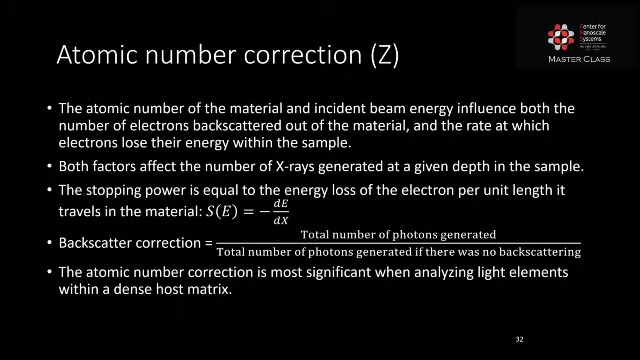 Atomic number correction (Z)
Center for
Nanoscale
Systems
MASTER CLASS
• The atomic number of the material and incident beam energy influence both the
number of electrons backscattered out of the material, and the rate at which
electrons lose their energy within the sample.
• Both factors affect the number of X-rays generated at a given depth in the sample.
• The stopping power is equal to the energy loss of the electron per unit length it
travels in the material: S(E) = −dE/dX
• Backscatter correction = Total number of photons generated / Total number of photons generated if there was no backscattering
• The atomic number correction is most significant when analyzing light elements
within a dense host matrix.
32